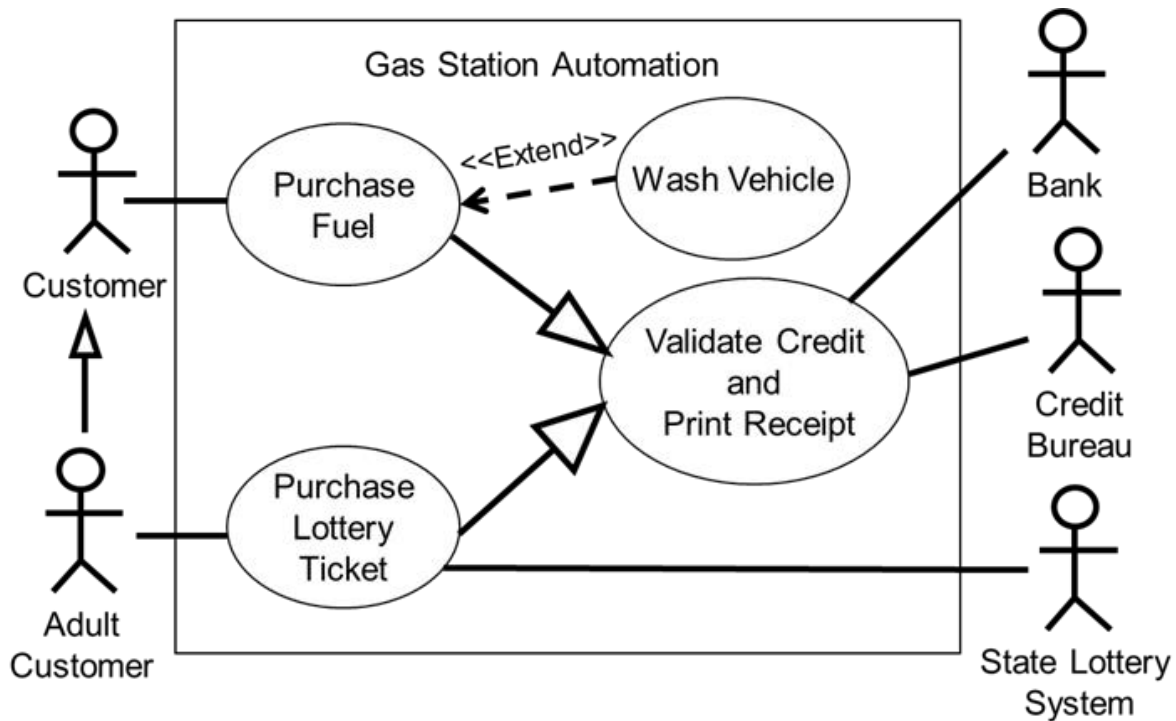 Gas Station Automation
Customer
Purchase
Fuel
<<Extend>>
Wash Vehicle
Bank
Validate Credit
and
Print Receipt
Credit
Bureau
Adult
Customer
Purchase
Lottery
Ticket
State Lottery
System